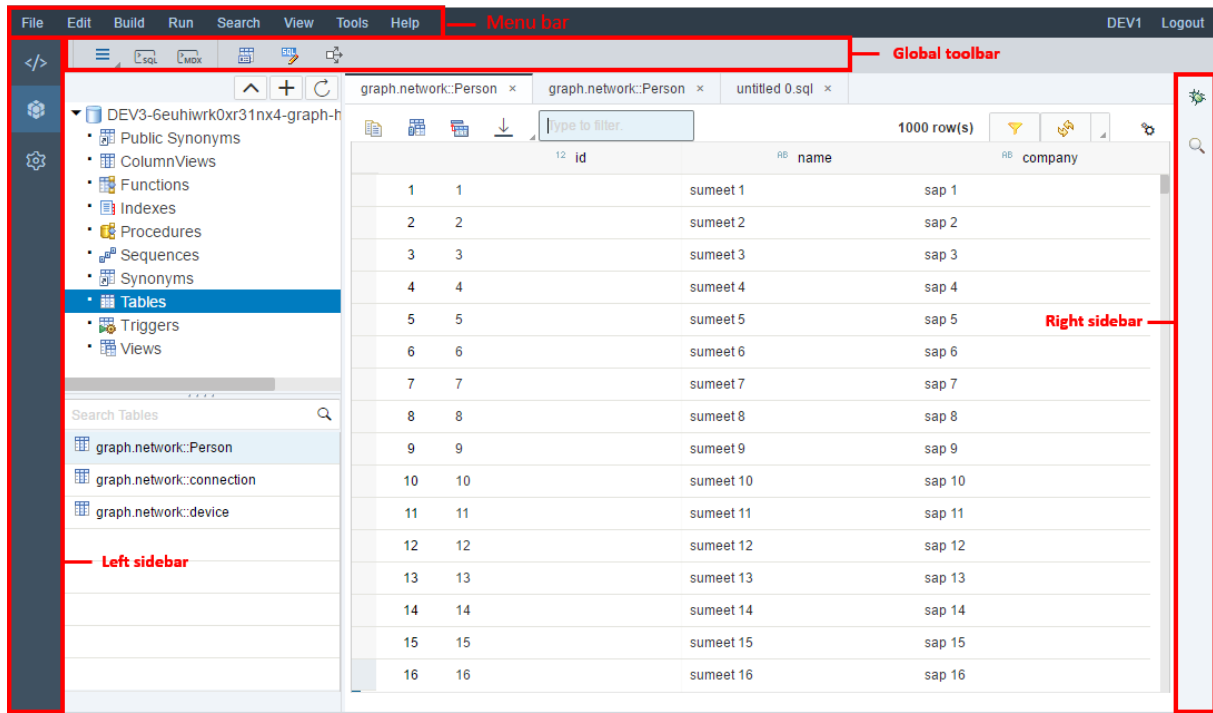 File Edit Build Run Search View Tools Help Menu bar DEV1 Logout
</> SQL MDX SQL Global toolbar
graph.network::Person × graph.network::Person × untitled 0.sql ×
DEV3-6euhiwrk0xr31nx4-graph-h
Public Synonyms
ColumnViews
Functions
Indexes
Procedures
Sequences
Synonyms
Tables
Triggers
Views
Search Tables
graph.network::Person
graph.network::connection
graph.network::device
Left sidebar
Type to filter. 1000 row(s)
12 id AB name AB company
1 1 sumeet 1 sap 1
2 2 sumeet 2 sap 2
3 3 sumeet 3 sap 3
4 4 sumeet 4 sap 4
5 5 sumeet 5 sap 5
6 6 sumeet 6 sap 6
7 7 sumeet 7 sap 7
8 8 sumeet 8 sap 8
9 9 sumeet 9 sap 9
10 10 sumeet 10 sap 10
11 11 sumeet 11 sap 11
12 12 sumeet 12 sap 12
13 13 sumeet 13 sap 13
14 14 sumeet 14 sap 14
15 15 sumeet 15 sap 15
16 16 sumeet 16 sap 16
Right sidebar